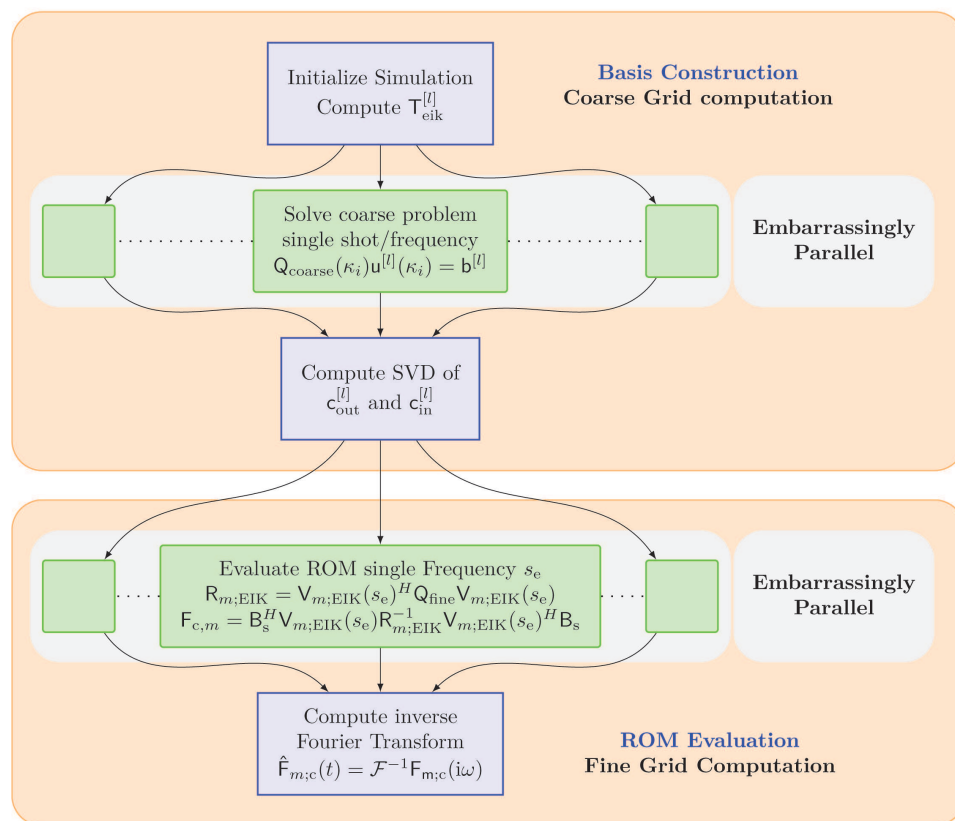 Initialize Simulation
Compute T_eik^[l]
Basis Construction
Coarse Grid computation
Solve coarse problem
single shot/frequency
Q_coarse(κ_i)u^[l](κ_i) = b^[l]
Embarrassingly
Parallel
Compute SVD of
c_out^[l] and c_in^[l]
Evaluate ROM single Frequency s_e
R_m;EIK = V_m;EIK(s_e)^H Q_fine V_m;EIK(s_e)
F_c,m = B_s^H V_m;EIK(s_e) R_m;EIK^−1 V_m;EIK(s_e)^H B_s
Embarrassingly
Parallel
Compute inverse
Fourier Transform
F̂_m;c(t) = ℱ^−1 F_m;c(iω)
ROM Evaluation
Fine Grid Computation